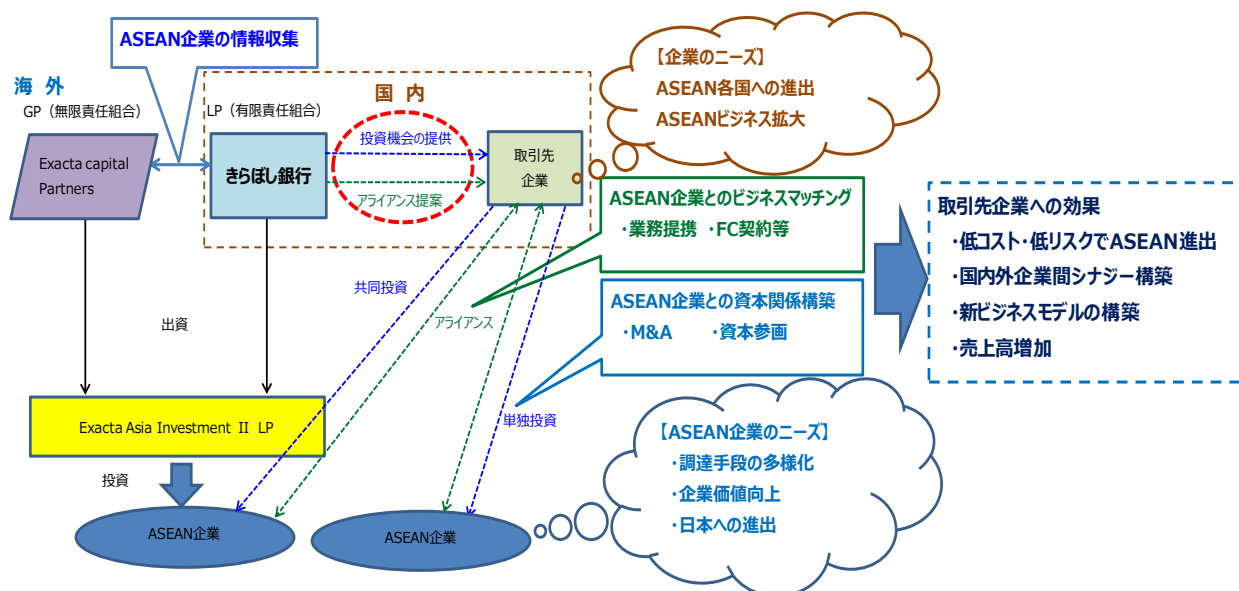 ASEAN企業の情報収集
海 外
GP（無限責任組合）
Exacta capital
Partners
国 内
LP（有限責任組合）
きらぼし銀行
投資機会の提供
アライアンス提案
取引先
企業
【企業のニーズ】
ASEAN各国への進出
ASEANビジネス拡大
ASEAN企業とのビジネスマッチング
・業務提携 ・FC契約等
ASEAN企業との資本関係構築
・M&A ・資本参画
取引先企業への効果
・低コスト・低リスクでASEAN進出
・国内外企業間シナジー構築
・新ビジネスモデルの構築
・売上高増加
共同投資
アライアンス
出資
単独投資
Exacta Asia Investment II LP
投資
ASEAN企業
ASEAN企業
【ASEAN企業のニーズ】
・調達手段の多様化
・企業価値向上
・日本への進出